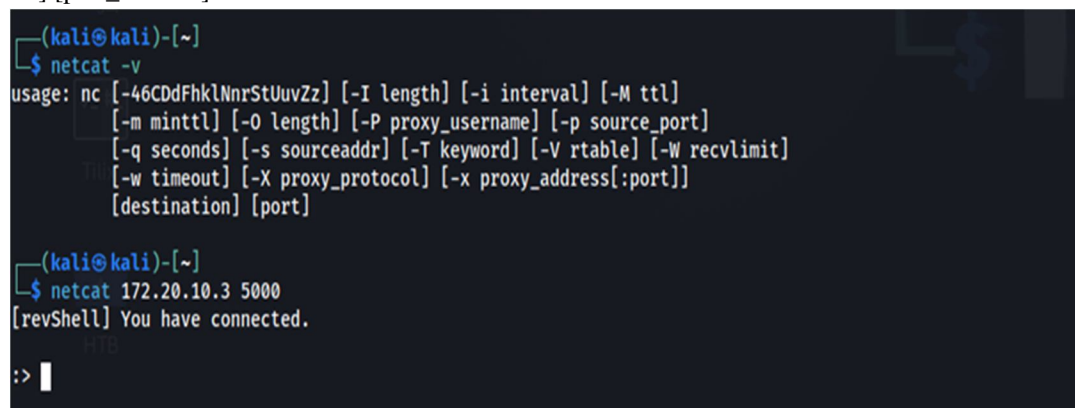 ┌──(kali㉿kali)-[~]
└─$ netcat -v
usage: nc [-46CDdFhklNnrStUuvZz] [-I length] [-i interval] [-M ttl]
[-m minttl] [-O length] [-P proxy_username] [-p source_port]
[-q seconds] [-s sourceaddr] [-T keyword] [-V rtable] [-W recvlimit]
[-w timeout] [-X proxy_protocol] [-x proxy_address[:port]]
[destination] [port]
┌──(kali㉿kali)-[~]
└─$ netcat 172.20.10.3 5000
[revShell] You have connected.
HTB
:>